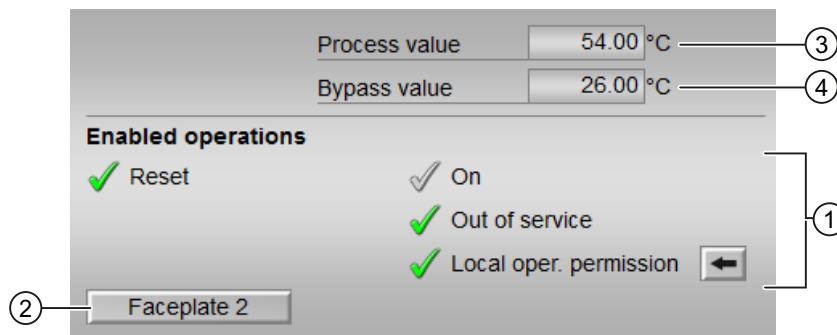 Process value 54.00 °C 3
Bypass value 26.00 °C 4
Enabled operations
Reset On
Out of service
1
Local oper. permission
2 Faceplate 2